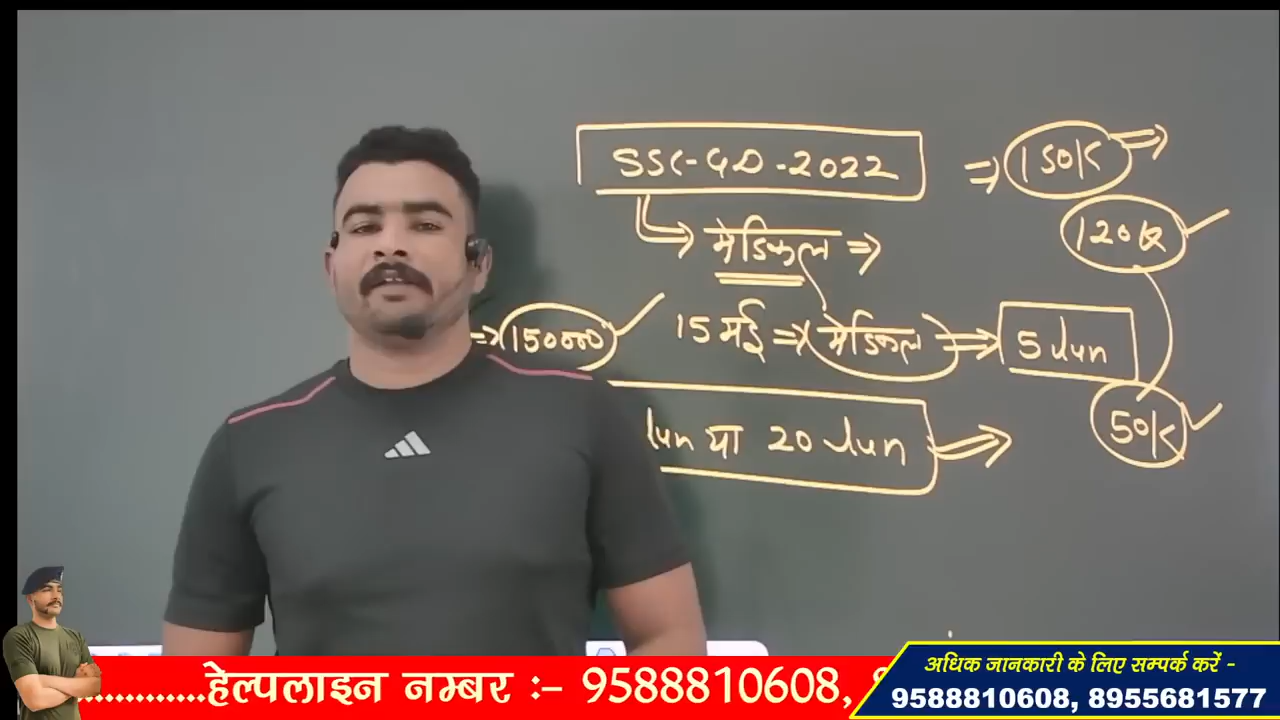 SSC-GD-2022 ⇒ 150K ⇒
मेडिकल ⇒ 120K
⇒ 150000 15 मई ⇒ मेडिकल ⇒ 5 Jun
Jun या 20 Jun ⇒ 50K
अधिक जानकारी के लिए सम्पर्क करें -
9588810608, 8955681577
............हेल्पलाइन नम्बर :- 9588810608,